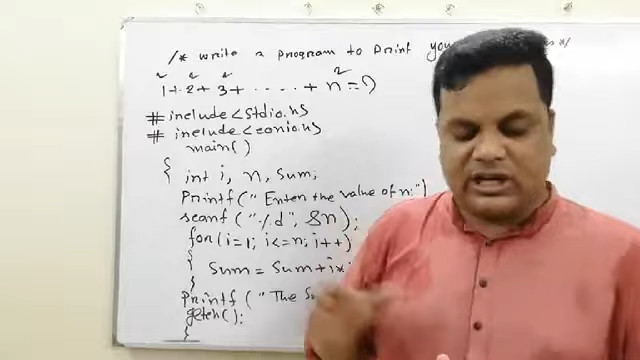 /* write a program to print
1² + 2² + 3² + . . . . . + n² = ?
# include <stdio.h>
# include <conio.h>
main()
{ int i, n, sum;
printf(" Enter the value of n:")
scanf ("%d", &n);
for(i=1; i<=n; i++)
{
sum = sum + i*
}
printf ( "The
getch();
}